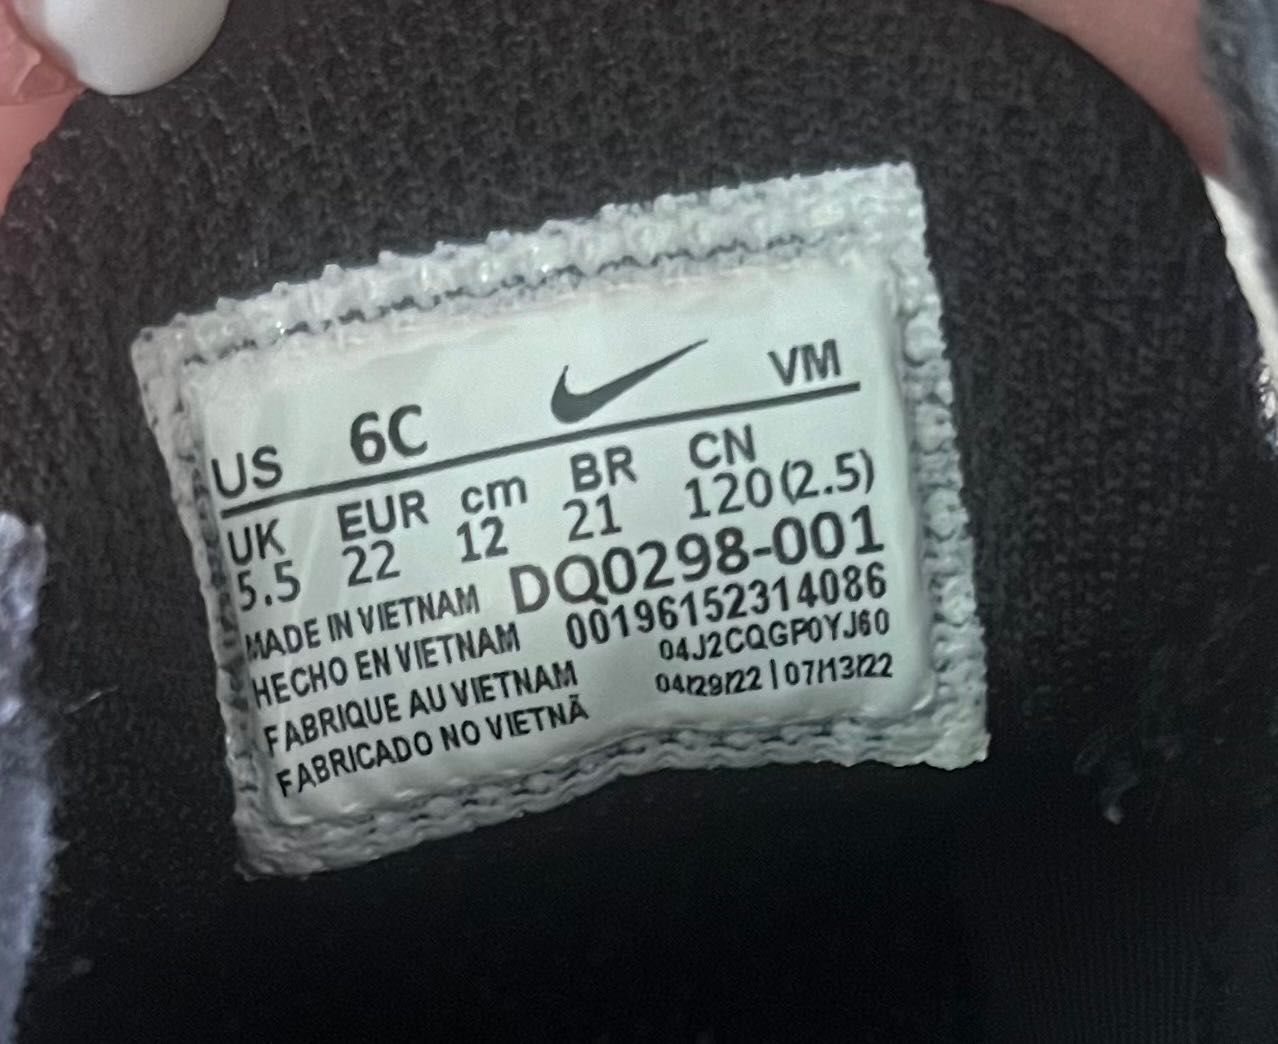 US 6C VM
UK EUR cm BR CN
5.5 22 12 21 120(2.5)
MADE IN VIETNAM DQ0298-001
HECHO EN VIETNAM 00196152314086
FABRIQUE AU VIETNAM 04J2CQGP0YJ60
FABRICADO NO VIETNÃ 04/29/22 | 07/13/22